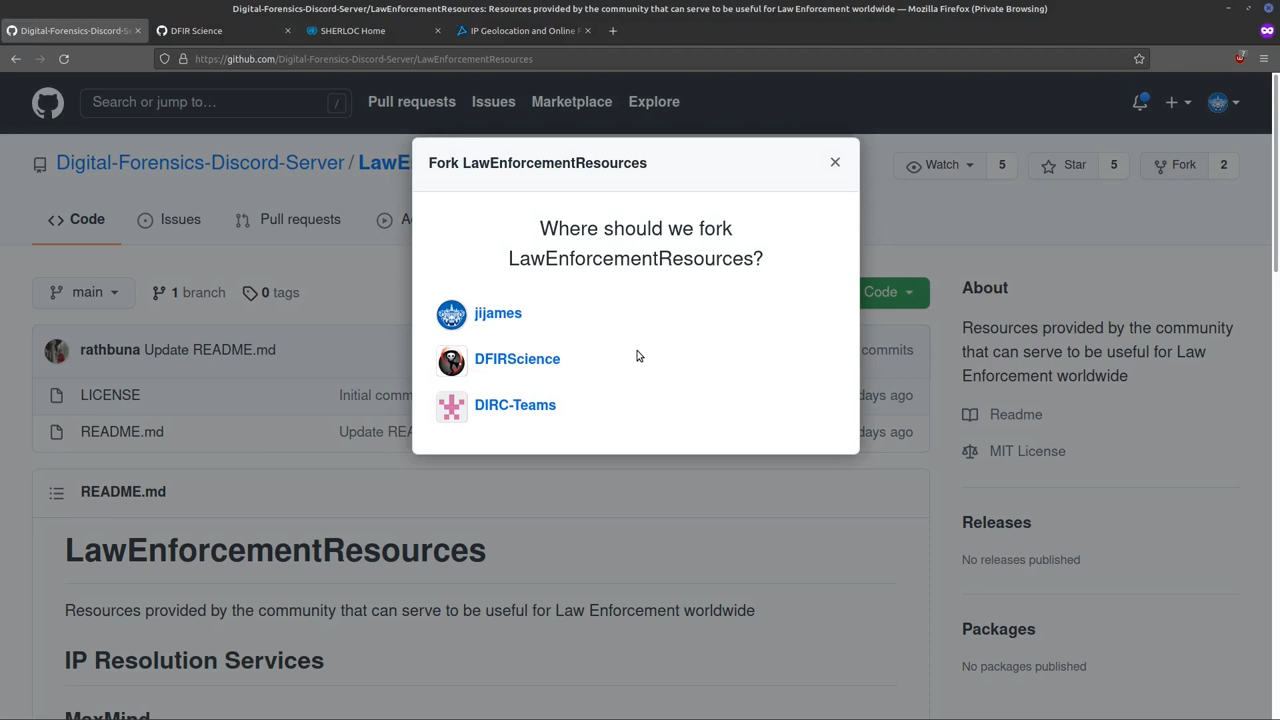 Digital-Forensics-Discord-Server/LawEnforcementResources: Resources provided by the community that can serve to be useful for Law Enforcement worldwide — Mozilla Firefox (Private Browsing)
Digital-Forensics-Discord-Se
DFIR Science
SHERLOC Home
IP Geolocation and Online F
https://github.com/Digital-Forensics-Discord-Server/LawEnforcementResources
7
Search or jump to…
/
Pull requests
Issues
Marketplace
Explore
Digital-Forensics-Discord-Server / LawE
Watch
5
Star
5
Fork
2
Code
Issues
Pull requests
A
Fork LawEnforcementResources
Where should we fork
LawEnforcementResources?
jijames
DFIRScience
DIRC-Teams
main
1 branch
0 tags
Code
rathbuna Update README.md
commits
LICENSE
Initial comm
days ago
README.md
Update REA
days ago
README.md
LawEnforcementResources
Resources provided by the community that can serve to be useful for Law Enforcement worldwide
IP Resolution Services
MaxMind
About
Resources provided by the community
that can serve to be useful for Law
Enforcement worldwide
Readme
MIT License
Releases
No releases published
Packages
No packages published